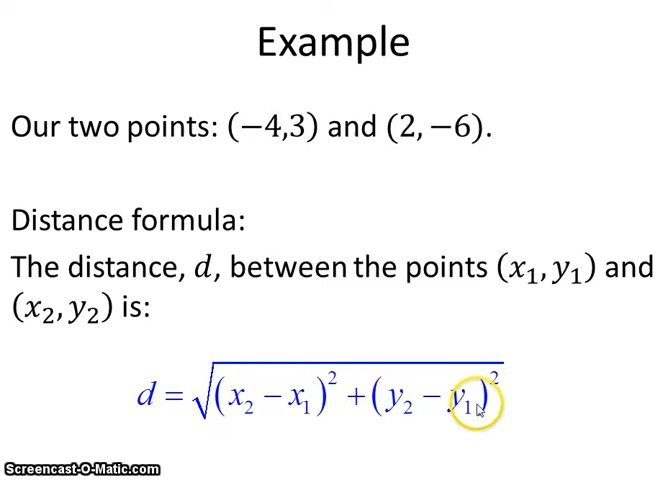 Example
Our two points: (−4,3) and (2, −6).
Distance formula:
The distance, d, between the points (x₁, y₁) and
(x₂, y₂) is:
d = √((x₂ − x₁)² + (y₂ − y₁)²)
Screencast-O-Matic.com